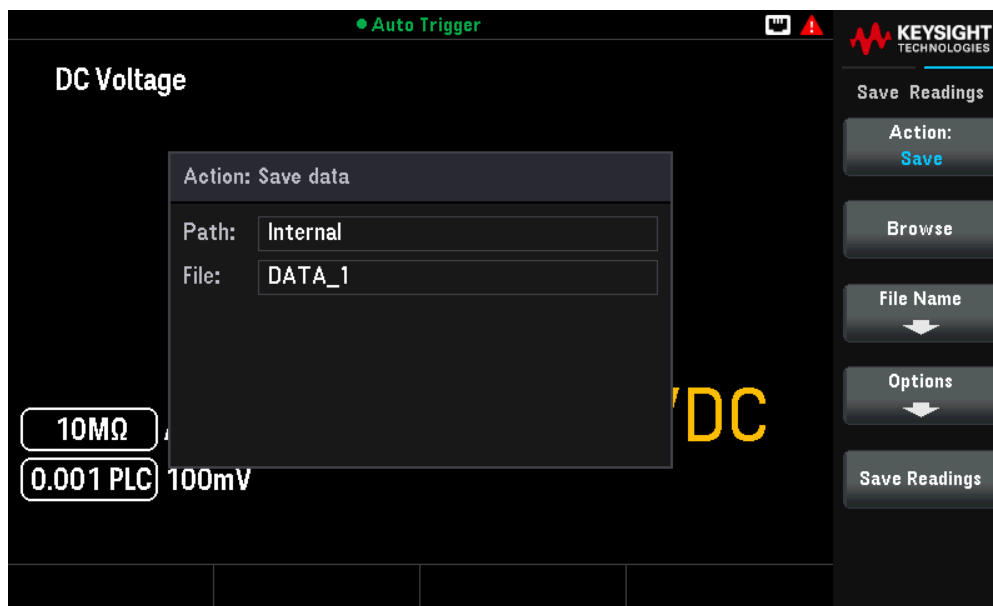 Auto Trigger
KEYSIGHT
TECHNOLOGIES
DC Voltage
Save Readings
Action:
Save
Action: Save data
Path: Internal
Browse
File: DATA_1
File Name
Options
10MΩ
DC
0.001 PLC 100mV
Save Readings